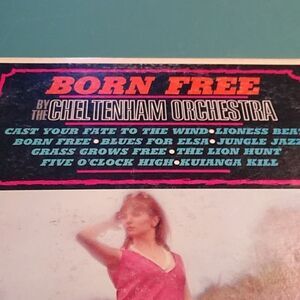 BORN FREE
BY THE CHELTENHAM ORCHESTRA
CAST YOUR FATE TO THE WIND•LIONESS BEAT
BORN FREE•BLUES FOR ELSA•JUNGLE JAZZ
GRASS GROWS FREE•THE LION HUNT
FIVE O'CLOCK HIGH•KUIANGA KILL